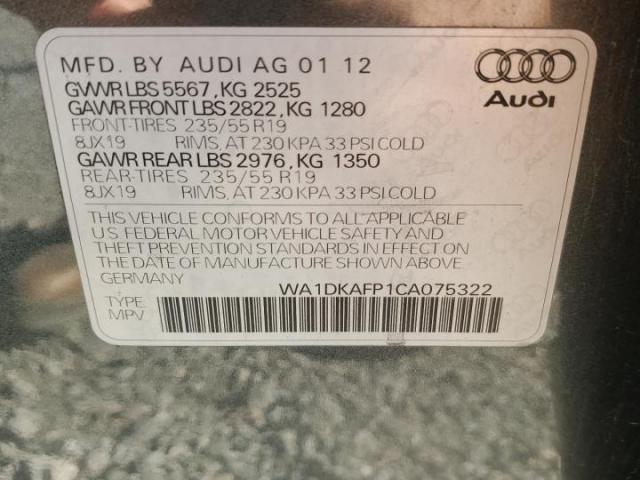 MFD. BY AUDI AG 01 12
GVWR LBS 5567, KG 2525
GAWR FRONT LBS 2822, KG 1280
FRONT-TIRES 235/55 R19
8JX19 RIMS, AT 230 KPA 33 PSI COLD
GAWR REAR LBS 2976, KG 1350
REAR-TIRES 235/55 R19
8JX19 RIMS, AT 230 KPA 33 PSI COLD
Audi
THIS VEHICLE CONFORMS TO ALL APPLICABLE
U.S. FEDERAL MOTOR VEHICLE SAFETY AND
THEFT PREVENTION STANDARDS IN EFFECT ON
THE DATE OF MANUFACTURE SHOWN ABOVE.
GERMANY
WA1DKAFP1CA075322
TYPE
MPV